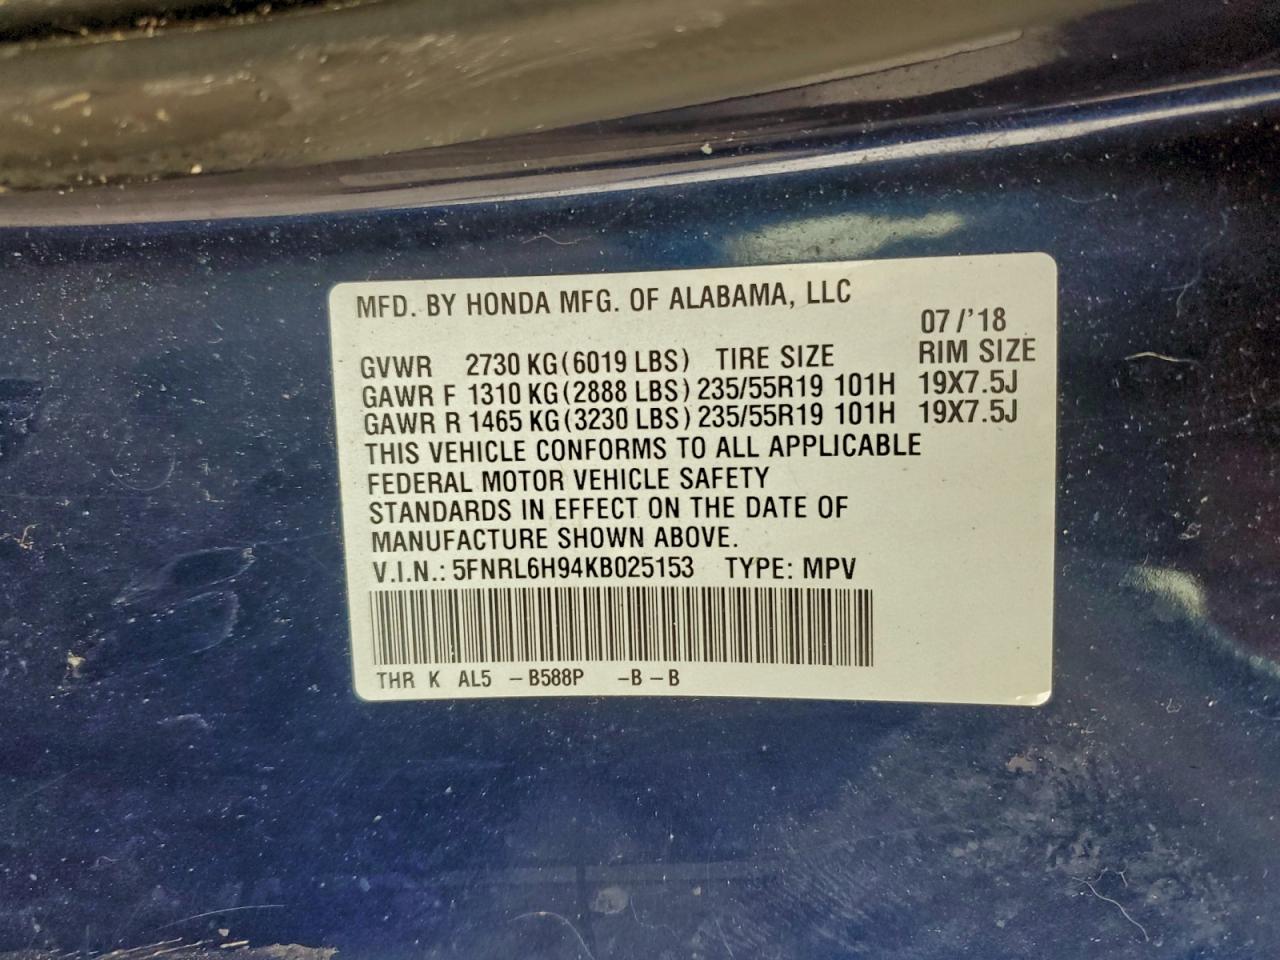 MFD. BY HONDA MFG. OF ALABAMA, LLC
07/'18
GVWR 2730 KG(6019 LBS) TIRE SIZE RIM SIZE
GAWR F 1310 KG(2888 LBS) 235/55R19 101H 19X7.5J
GAWR R 1465 KG(3230 LBS) 235/55R19 101H 19X7.5J
THIS VEHICLE CONFORMS TO ALL APPLICABLE
FEDERAL MOTOR VEHICLE SAFETY
STANDARDS IN EFFECT ON THE DATE OF
MANUFACTURE SHOWN ABOVE.
V.I.N.: 5FNRL6H94KB025153 TYPE: MPV
THR K AL5 -B588P -B-B